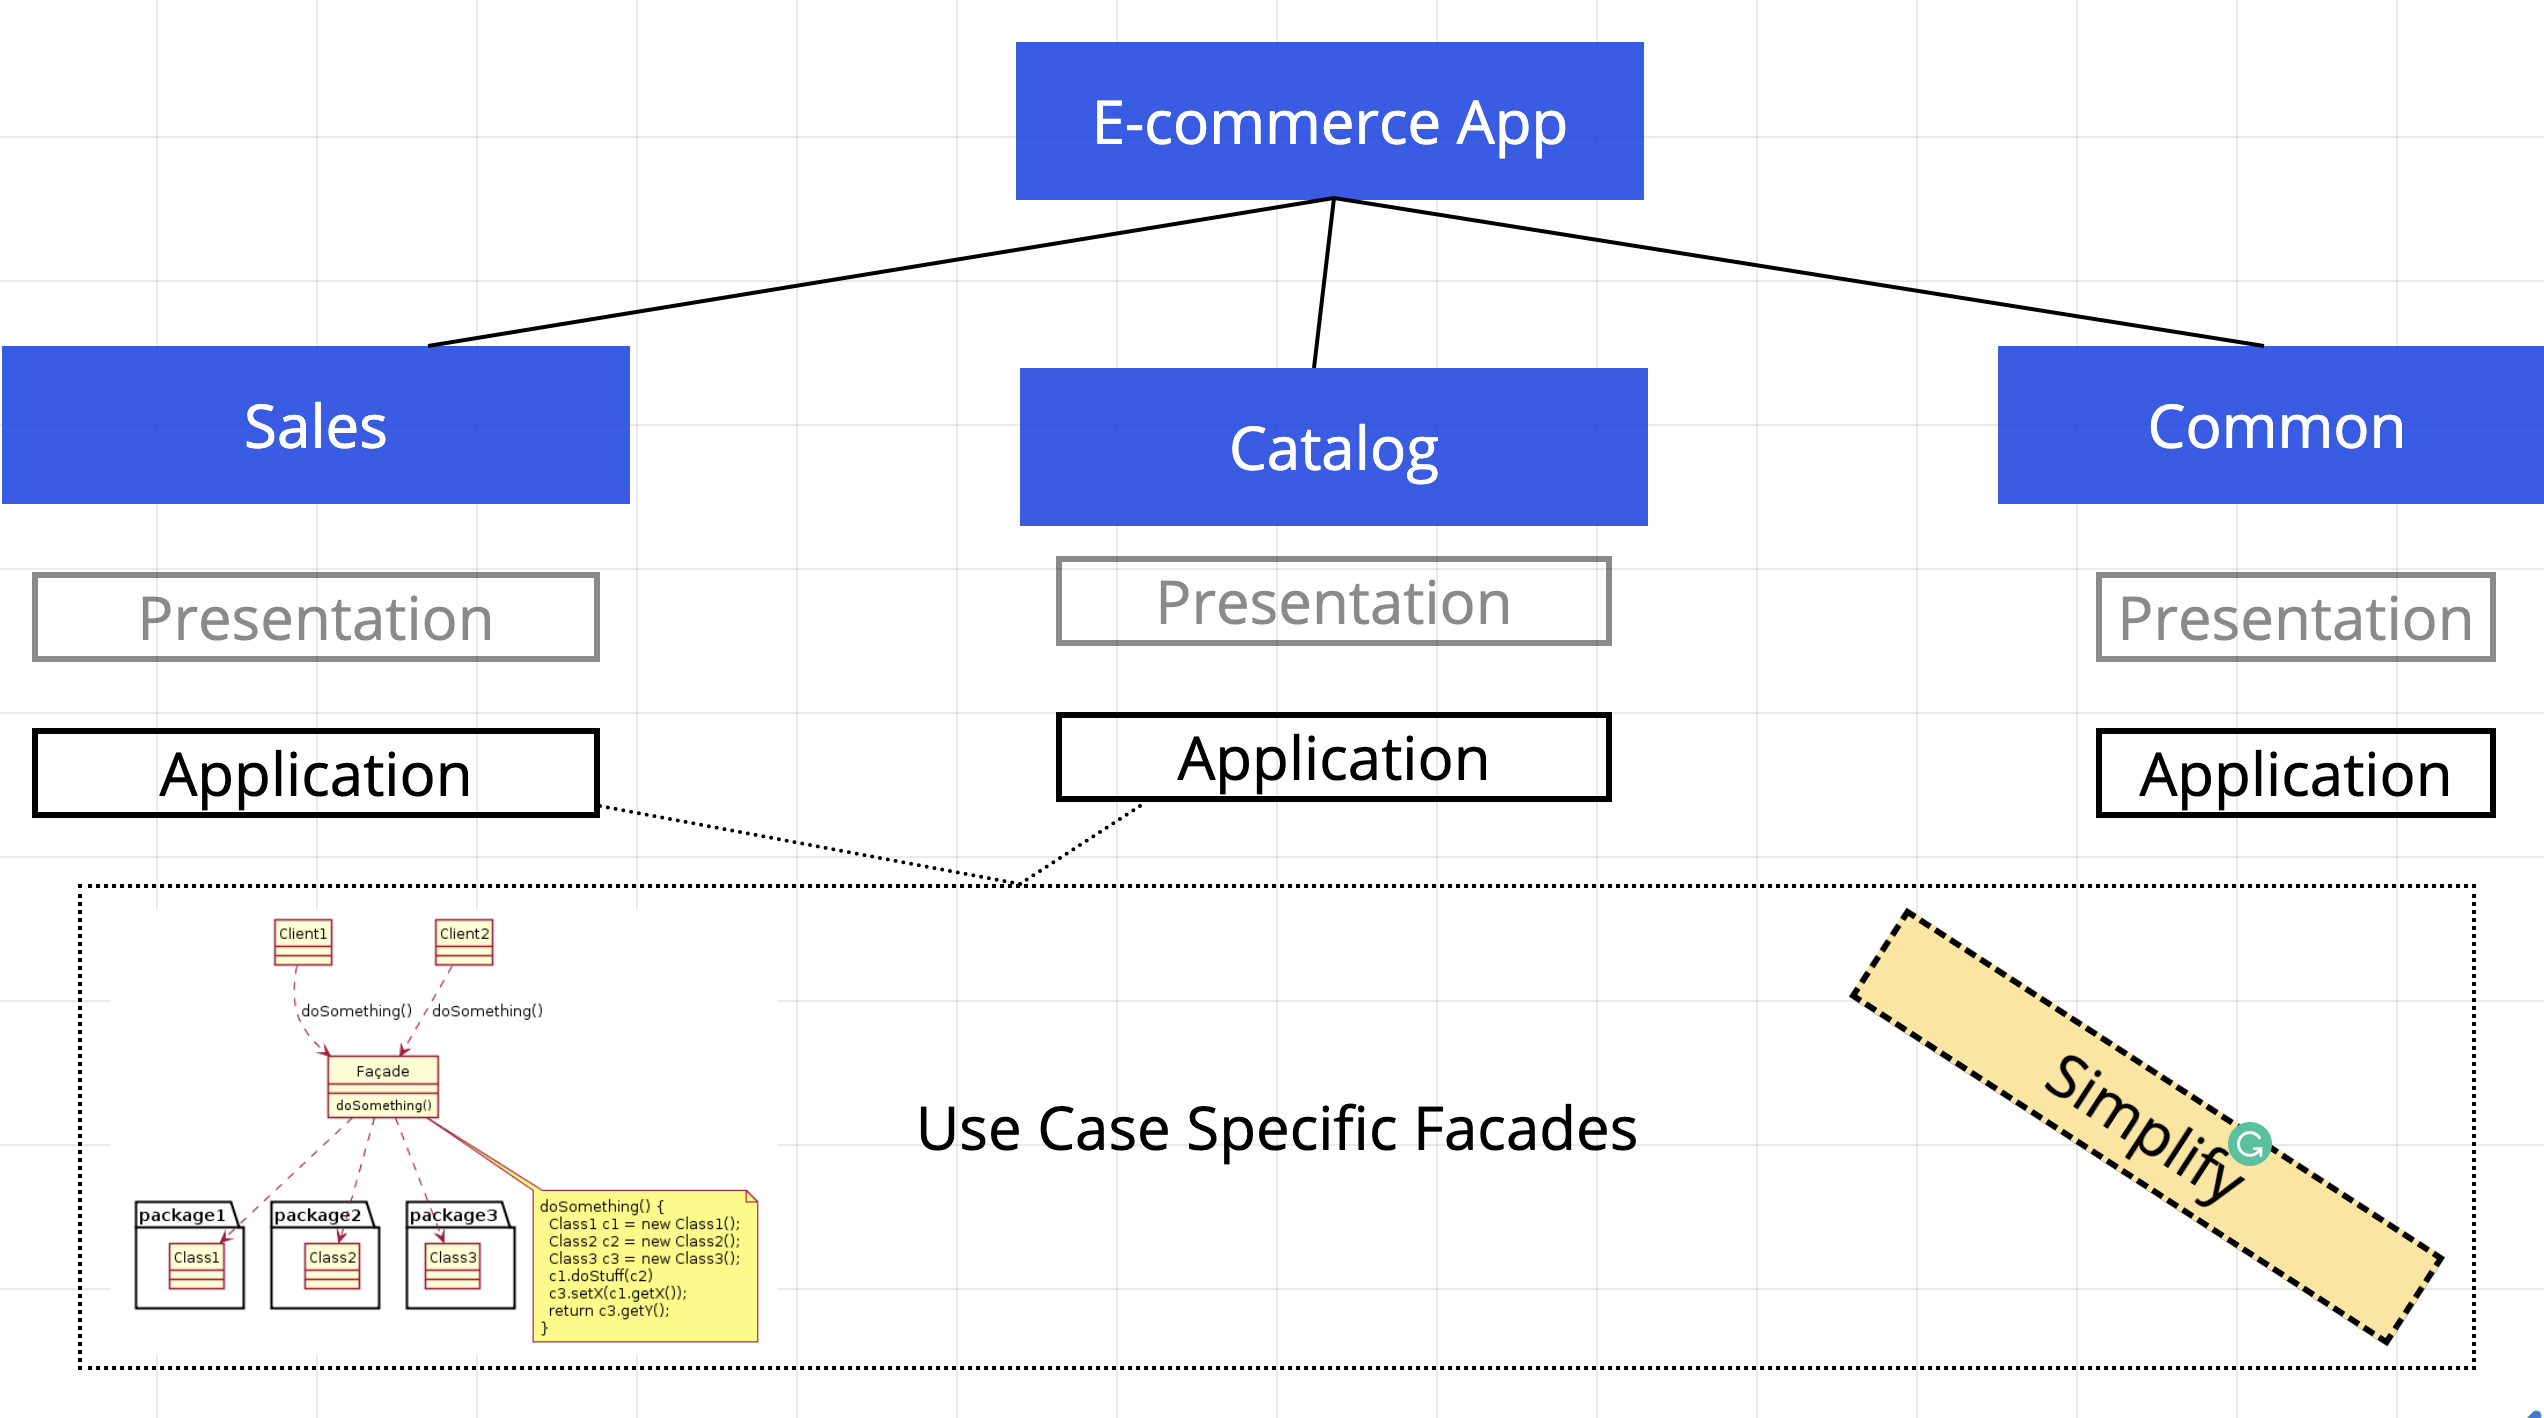 E-commerce App
Sales
Catalog
Common
Presentation
Presentation
Presentation
Application
Application
Application
Client1
Client2
doSomething()
doSomething()
Façade
doSomething()
Use Case Specific Facades
Simplify
package1
package2
package3
Class1
Class2
Class3
doSomething() {
Class1 c1 = new Class1();
Class2 c2 = new Class2();
Class3 c3 = new Class3();
c1.doStuff(c2)
c3.setX(c1.getX());
return c3.getY();
}